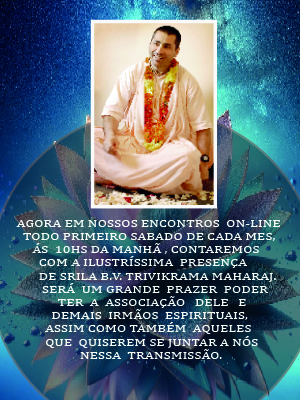 AGORA EM NOSSOS ENCONTROS ON-LINE
TODO PRIMEIRO SABADO DE CADA MES,
ÁS 10HS DA MANHÃ , CONTAREMOS
COM A ILUSTRÍSSIMA PRESENÇA
DE SRILA B.V. TRIVIKRAMA MAHARAJ.
SERÁ UM GRANDE PRAZER PODER
TER A ASSOCIAÇÃO DELE E
DEMAIS IRMÃOS ESPIRITUAIS,
ASSIM COMO TAMBÉM AQUELES
QUE QUISEREM SE JUNTAR A NÓS
NESSA TRANSMISSÃO.